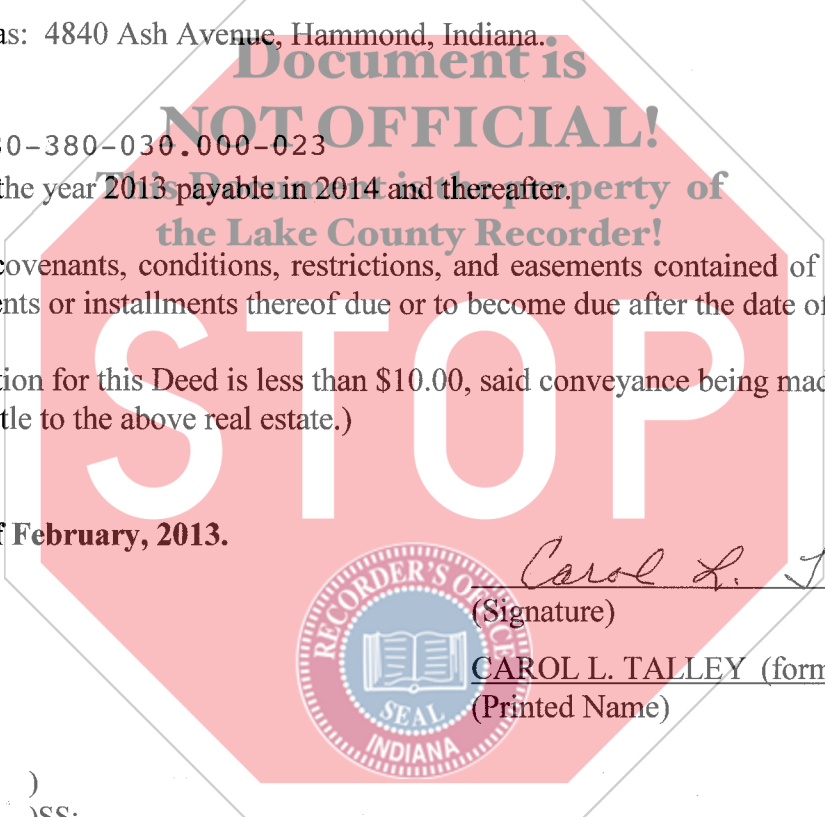 as: 4840 Ash Avenue, Hammond, Indiana.
Document is
NOT OFFICIAL!
0-380-030.000-023
the year 2013 payable in 2014 and thereafter.
This Document is the property of
the Lake County Recorder!
covenants, conditions, restrictions, and easements contained of
ents or installments thereof due or to become due after the date of
STOP
tion for this Deed is less than $10.00, said conveyance being mad
tle to the above real estate.)
f February, 2013.
Carol L. T
(Signature)
CAROL L. TALLEY (form
(Printed Name)
RECORDER'S OFFICE
SEAL
INDIANA
)
)SS: